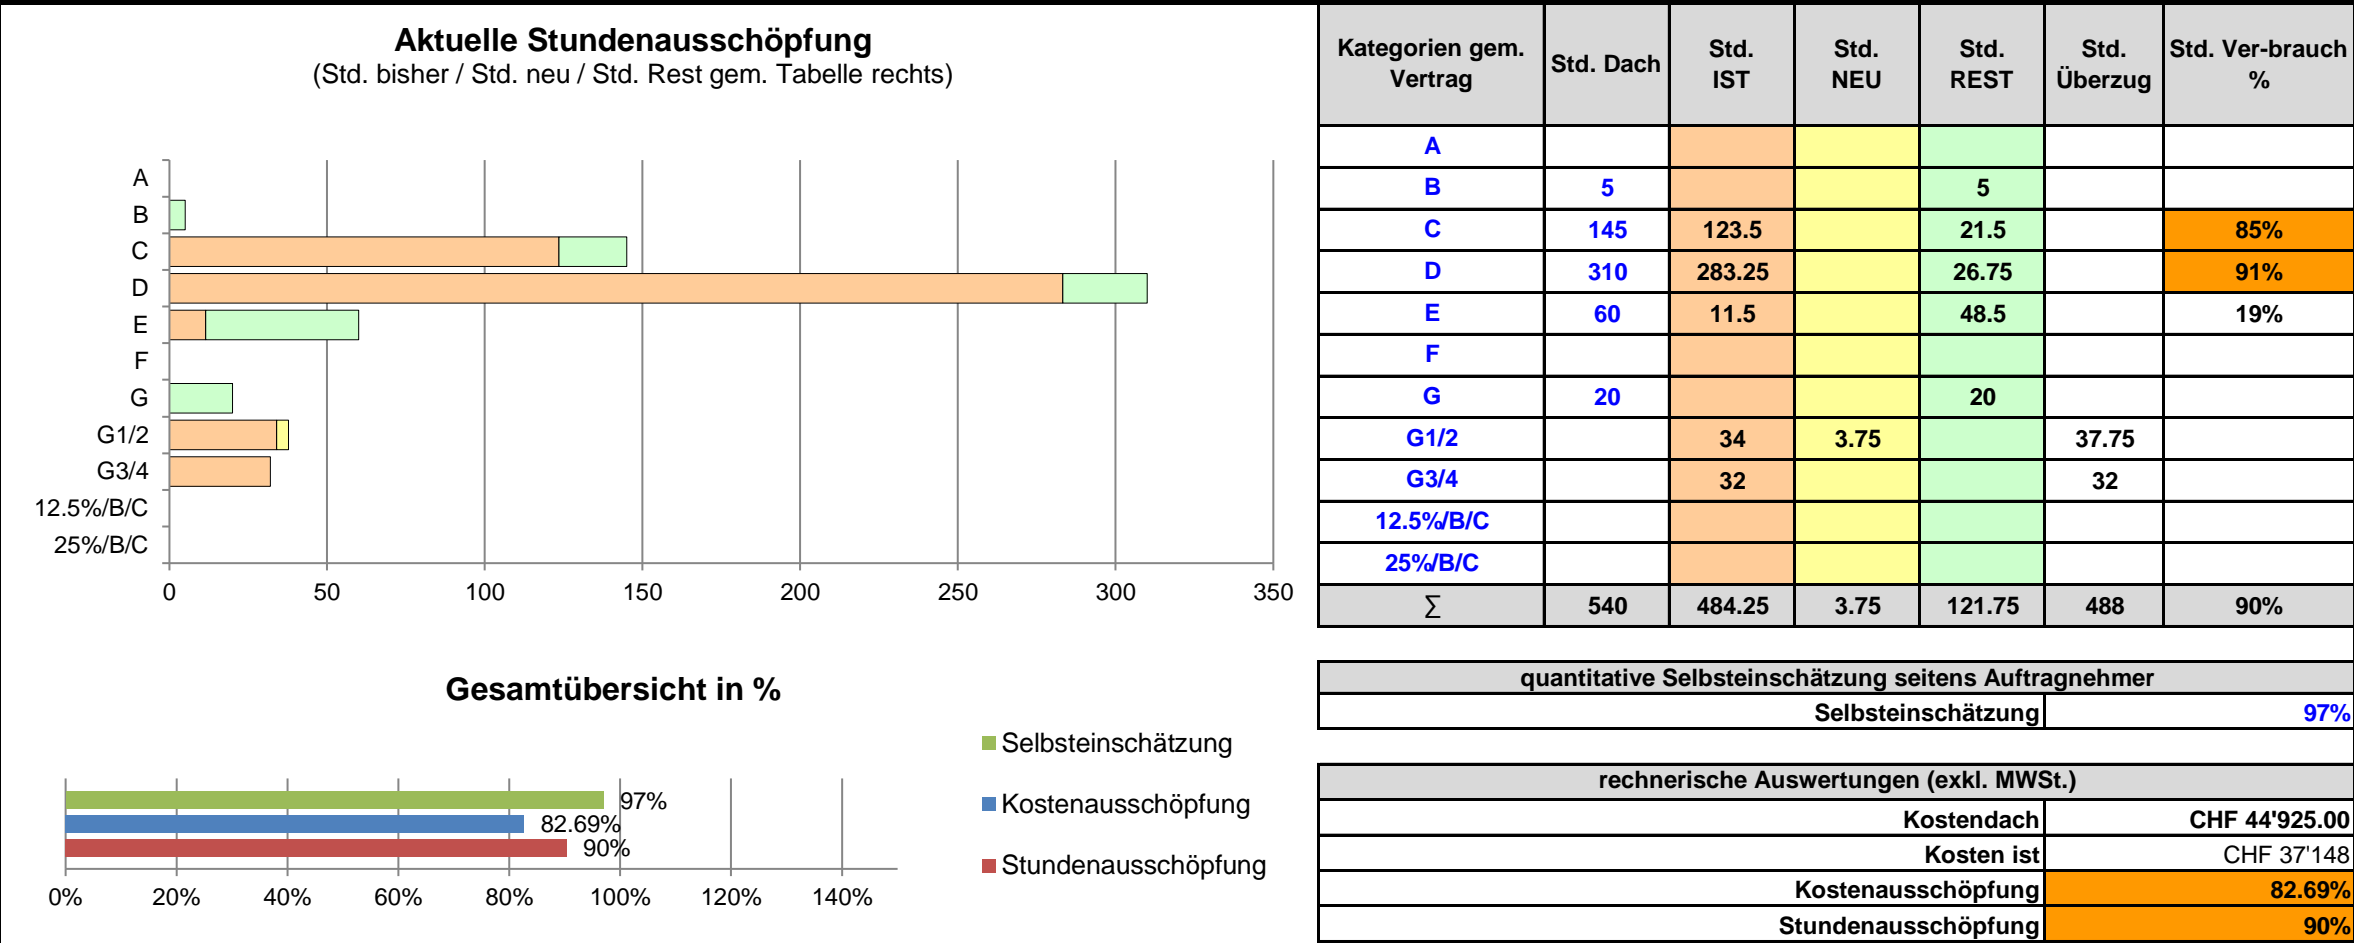 Aktuelle Stundenausschöpfung
(Std. bisher / Std. neu / Std. Rest gem. Tabelle rechts)
A
B
C
D
E
F
G
G1/2
G3/4
12.5%/B/C
25%/B/C
0 50 100 150 200 250 300 350
Gesamtübersicht in %
97%
82.69%
90%
0% 20% 40% 60% 80% 100% 120% 140%
Selbsteinschätzung
Kostenausschöpfung
Stundenausschöpfung
Kategorien gem. Vertrag Std. Dach Std. IST Std. NEU Std. REST Std. Überzug Std. Ver-brauch %
A
B 5 5
C 145 123.5 21.5 85%
D 310 283.25 26.75 91%
E 60 11.5 48.5 19%
F
G 20 20
G1/2 34 3.75 37.75
G3/4 32 32
12.5%/B/C
25%/B/C
∑ 540 484.25 3.75 121.75 488 90%
quantitative Selbsteinschätzung seitens Auftragnehmer
Selbsteinschätzung 97%
rechnerische Auswertungen (exkl. MWSt.)
Kostendach CHF 44'925.00
Kosten ist CHF 37'148
Kostenausschöpfung 82.69%
Stundenausschöpfung 90%